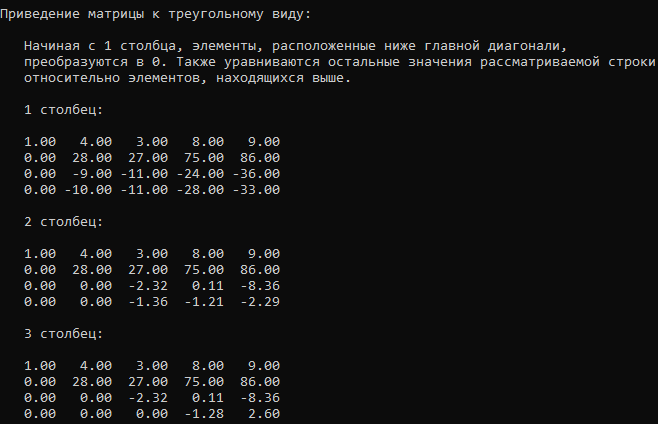 Приведение матрицы к треугольному виду:
Начиная с 1 столбца, элементы, расположенные ниже главной диагонали,
преобразуются в 0. Также уравниваются остальные значения рассматриваемой строки
относительно элементов, находящихся выше.
1 столбец:
1.00 4.00 3.00 8.00 9.00
0.00 28.00 27.00 75.00 86.00
0.00 -9.00 -11.00 -24.00 -36.00
0.00 -10.00 -11.00 -28.00 -33.00
2 столбец:
1.00 4.00 3.00 8.00 9.00
0.00 28.00 27.00 75.00 86.00
0.00 0.00 -2.32 0.11 -8.36
0.00 0.00 -1.36 -1.21 -2.29
3 столбец:
1.00 4.00 3.00 8.00 9.00
0.00 28.00 27.00 75.00 86.00
0.00 0.00 -2.32 0.11 -8.36
0.00 0.00 0.00 -1.28 2.60